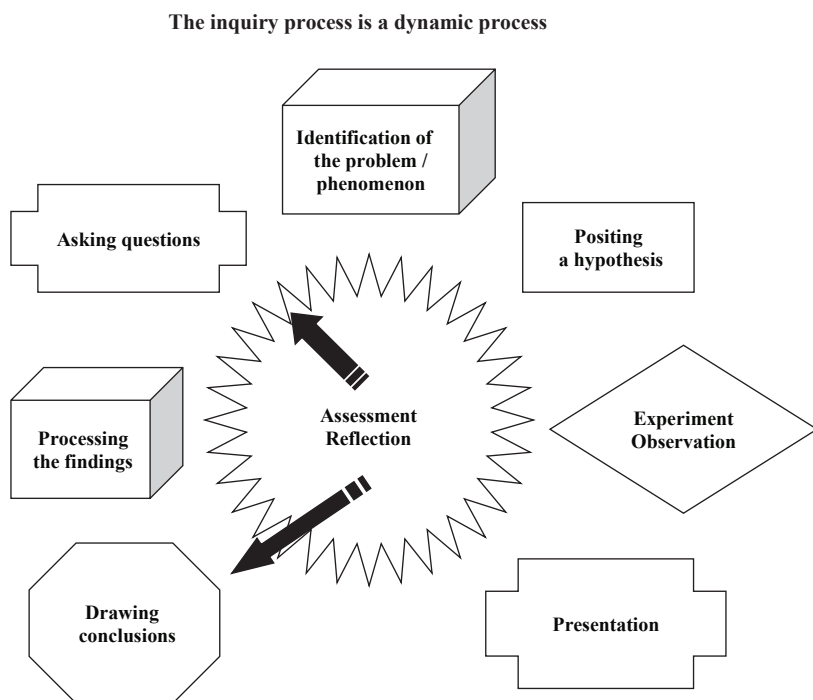 The inquiry process is a dynamic process
Identification of
the problem /
phenomenon
Asking questions
Positing
a hypothesis
Processing
the findings
Assessment
Reflection
Experiment
Observation
Drawing
conclusions
Presentation